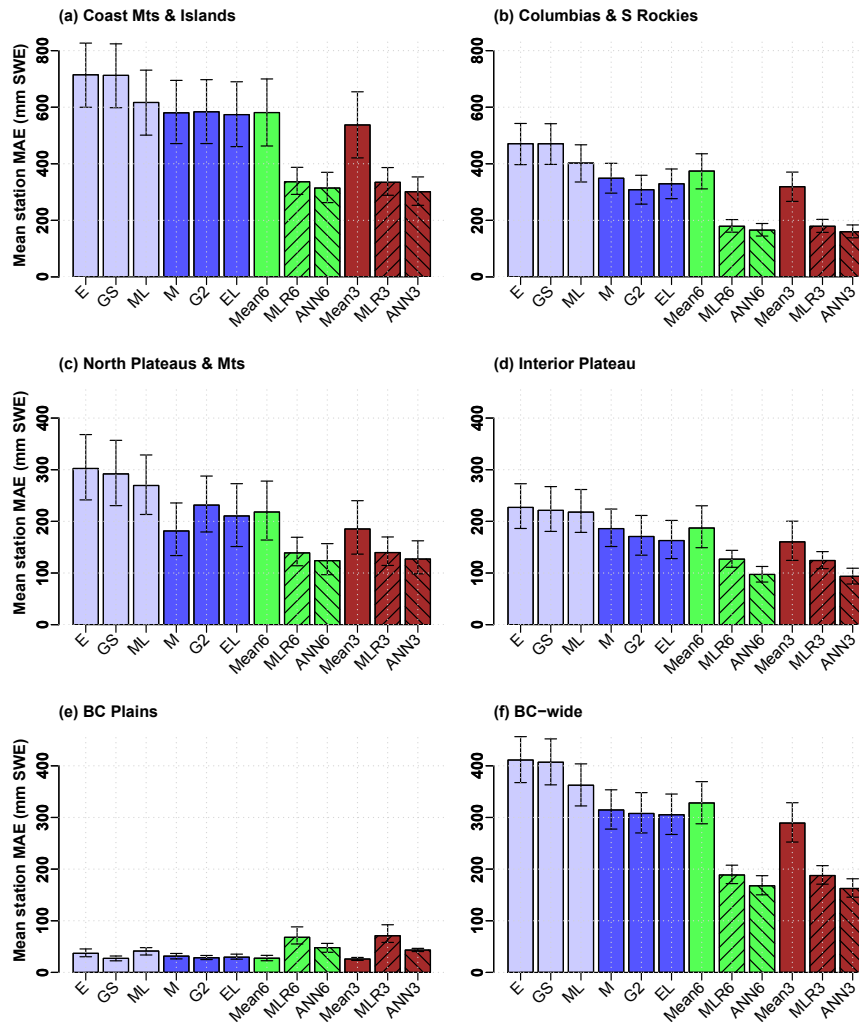 (a) Coast Mts & Islands
Mean station MAE (mm SWE)
800
600
400
200
0
E GS ML M G2 EL Mean6 MLR6 ANN6 Mean3 MLR3 ANN3
(b) Columbias & S Rockies
800
600
400
200
0
E GS ML M G2 EL Mean6 MLR6 ANN6 Mean3 MLR3 ANN3
(c) North Plateaus & Mts
Mean station MAE (mm SWE)
400
300
200
100
0
E GS ML M G2 EL Mean6 MLR6 ANN6 Mean3 MLR3 ANN3
(d) Interior Plateau
400
300
200
100
0
E GS ML M G2 EL Mean6 MLR6 ANN6 Mean3 MLR3 ANN3
(e) BC Plains
Mean station MAE (mm SWE)
400
300
200
100
0
E GS ML M G2 EL Mean6 MLR6 ANN6 Mean3 MLR3 ANN3
(f) BC−wide
400
300
200
100
0
E GS ML M G2 EL Mean6 MLR6 ANN6 Mean3 MLR3 ANN3